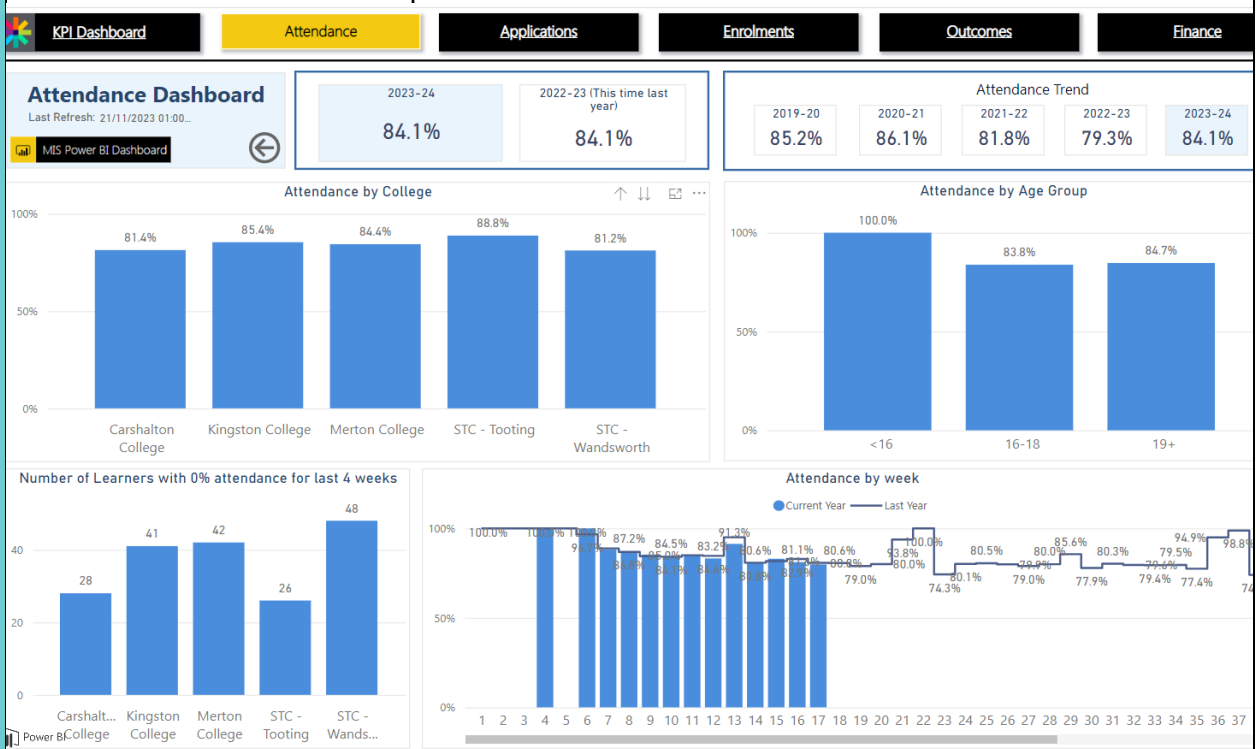 KPI Dashboard
Attendance
Applications
Enrolments
Outcomes
Finance
Attendance Dashboard
Last Refresh: 21/11/2023 01:00...
MIS Power BI Dashboard
2023-24
84.1%
2022-23 (This time last
year)
84.1%
Attendance Trend
2019-20
85.2%
2020-21
86.1%
2021-22
81.8%
2022-23
79.3%
2023-24
84.1%
Attendance by College
100%
50%
0%
81.4%
85.4%
84.4%
88.8%
81.2%
Carshalton
College
Kingston College
Merton College
STC - Tooting
STC -
Wandsworth
Attendance by Age Group
100%
50%
0%
100.0%
83.8%
84.7%
<16
16-18
19+
Number of Learners with 0% attendance for last 4 weeks
40
20
0
28
41
42
26
48
Carshalt...
College
Kingston
College
Merton
College
STC -
Tooting
STC -
Wands...
Power BI
Attendance by week
Current Year
Last Year
100%
50%
0%
100.0%
100.0%
100.0%
87.2%
84.5%
83.2%
91.3%
80.6%
81.1%
80.6%
79.0%
93.8%
80.0%
100.0%
74.3%
80.1%
80.5%
79.0%
80.0%
85.6%
77.9%
80.3%
79.4%
79.5%
77.4%
94.9%
98.8%
74
1 2 3 4 5 6 7 8 9 10 11 12 13 14 15 16 17 18 19 20 21 22 23 24 25 26 27 28 29 30 31 32 33 34 35 36 37